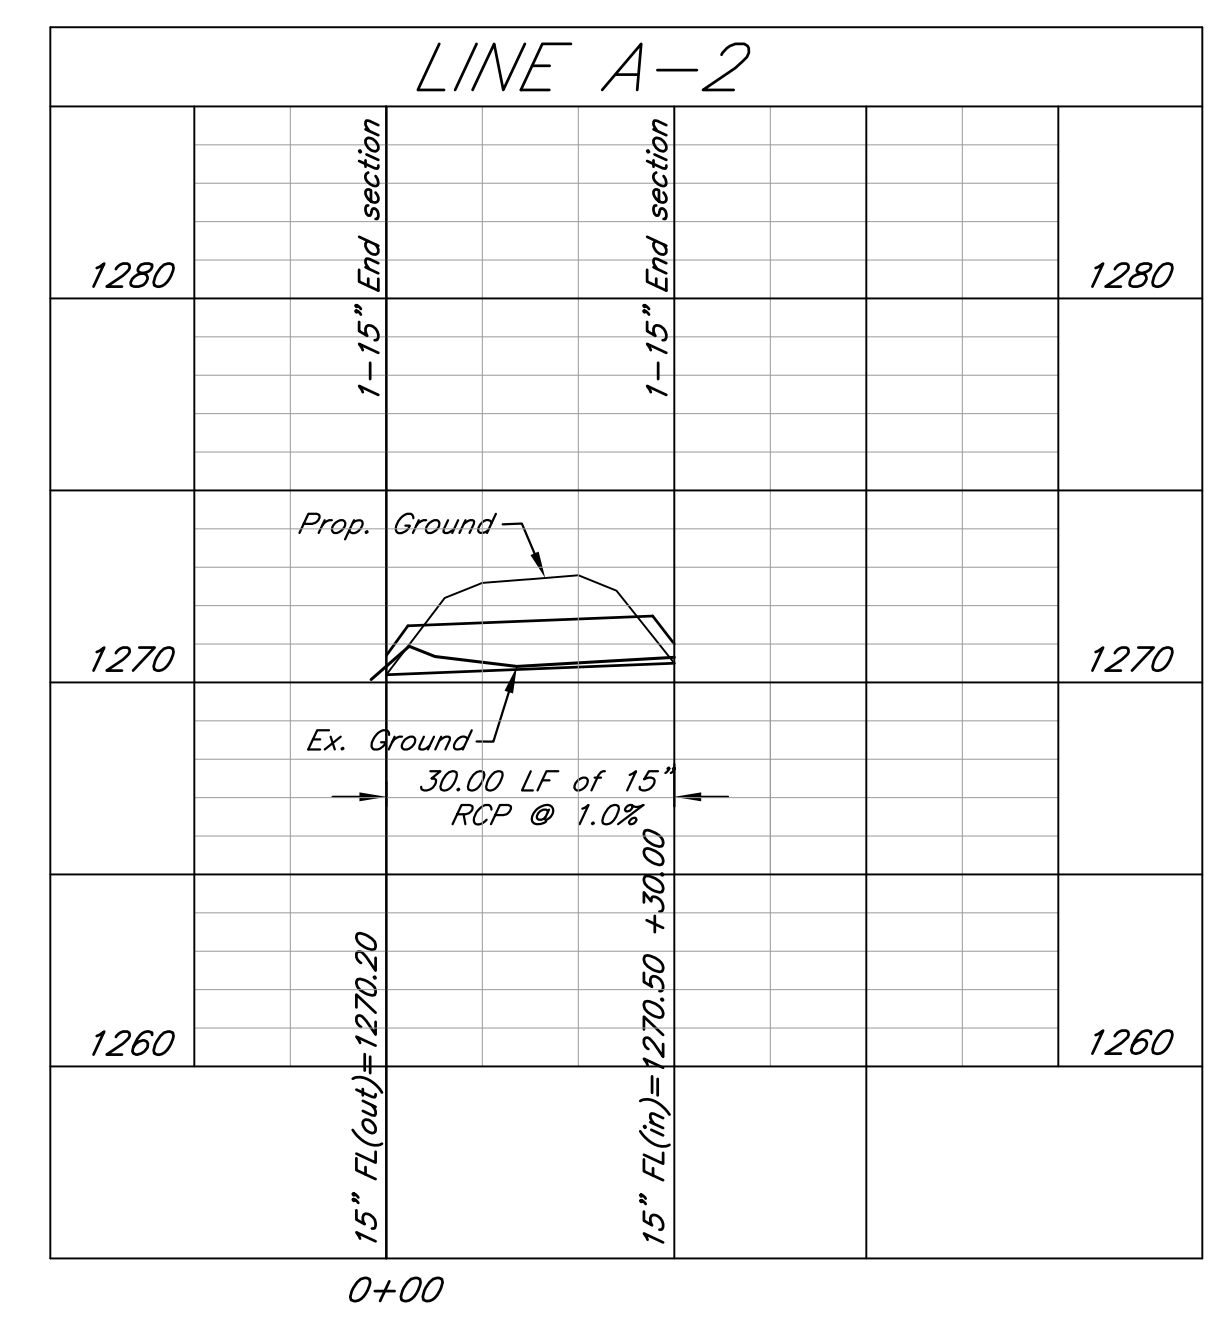 LINE A-2
1-15" End section
1-15" End section
1280
1280
Prop. Ground
1270
1270
Ex. Ground
30.00 LF of 15"
RCP @ 1.0%
15" FL(out)=1270.20
15" FL(in)=1270.50 +30.00
1260
1260
0+00